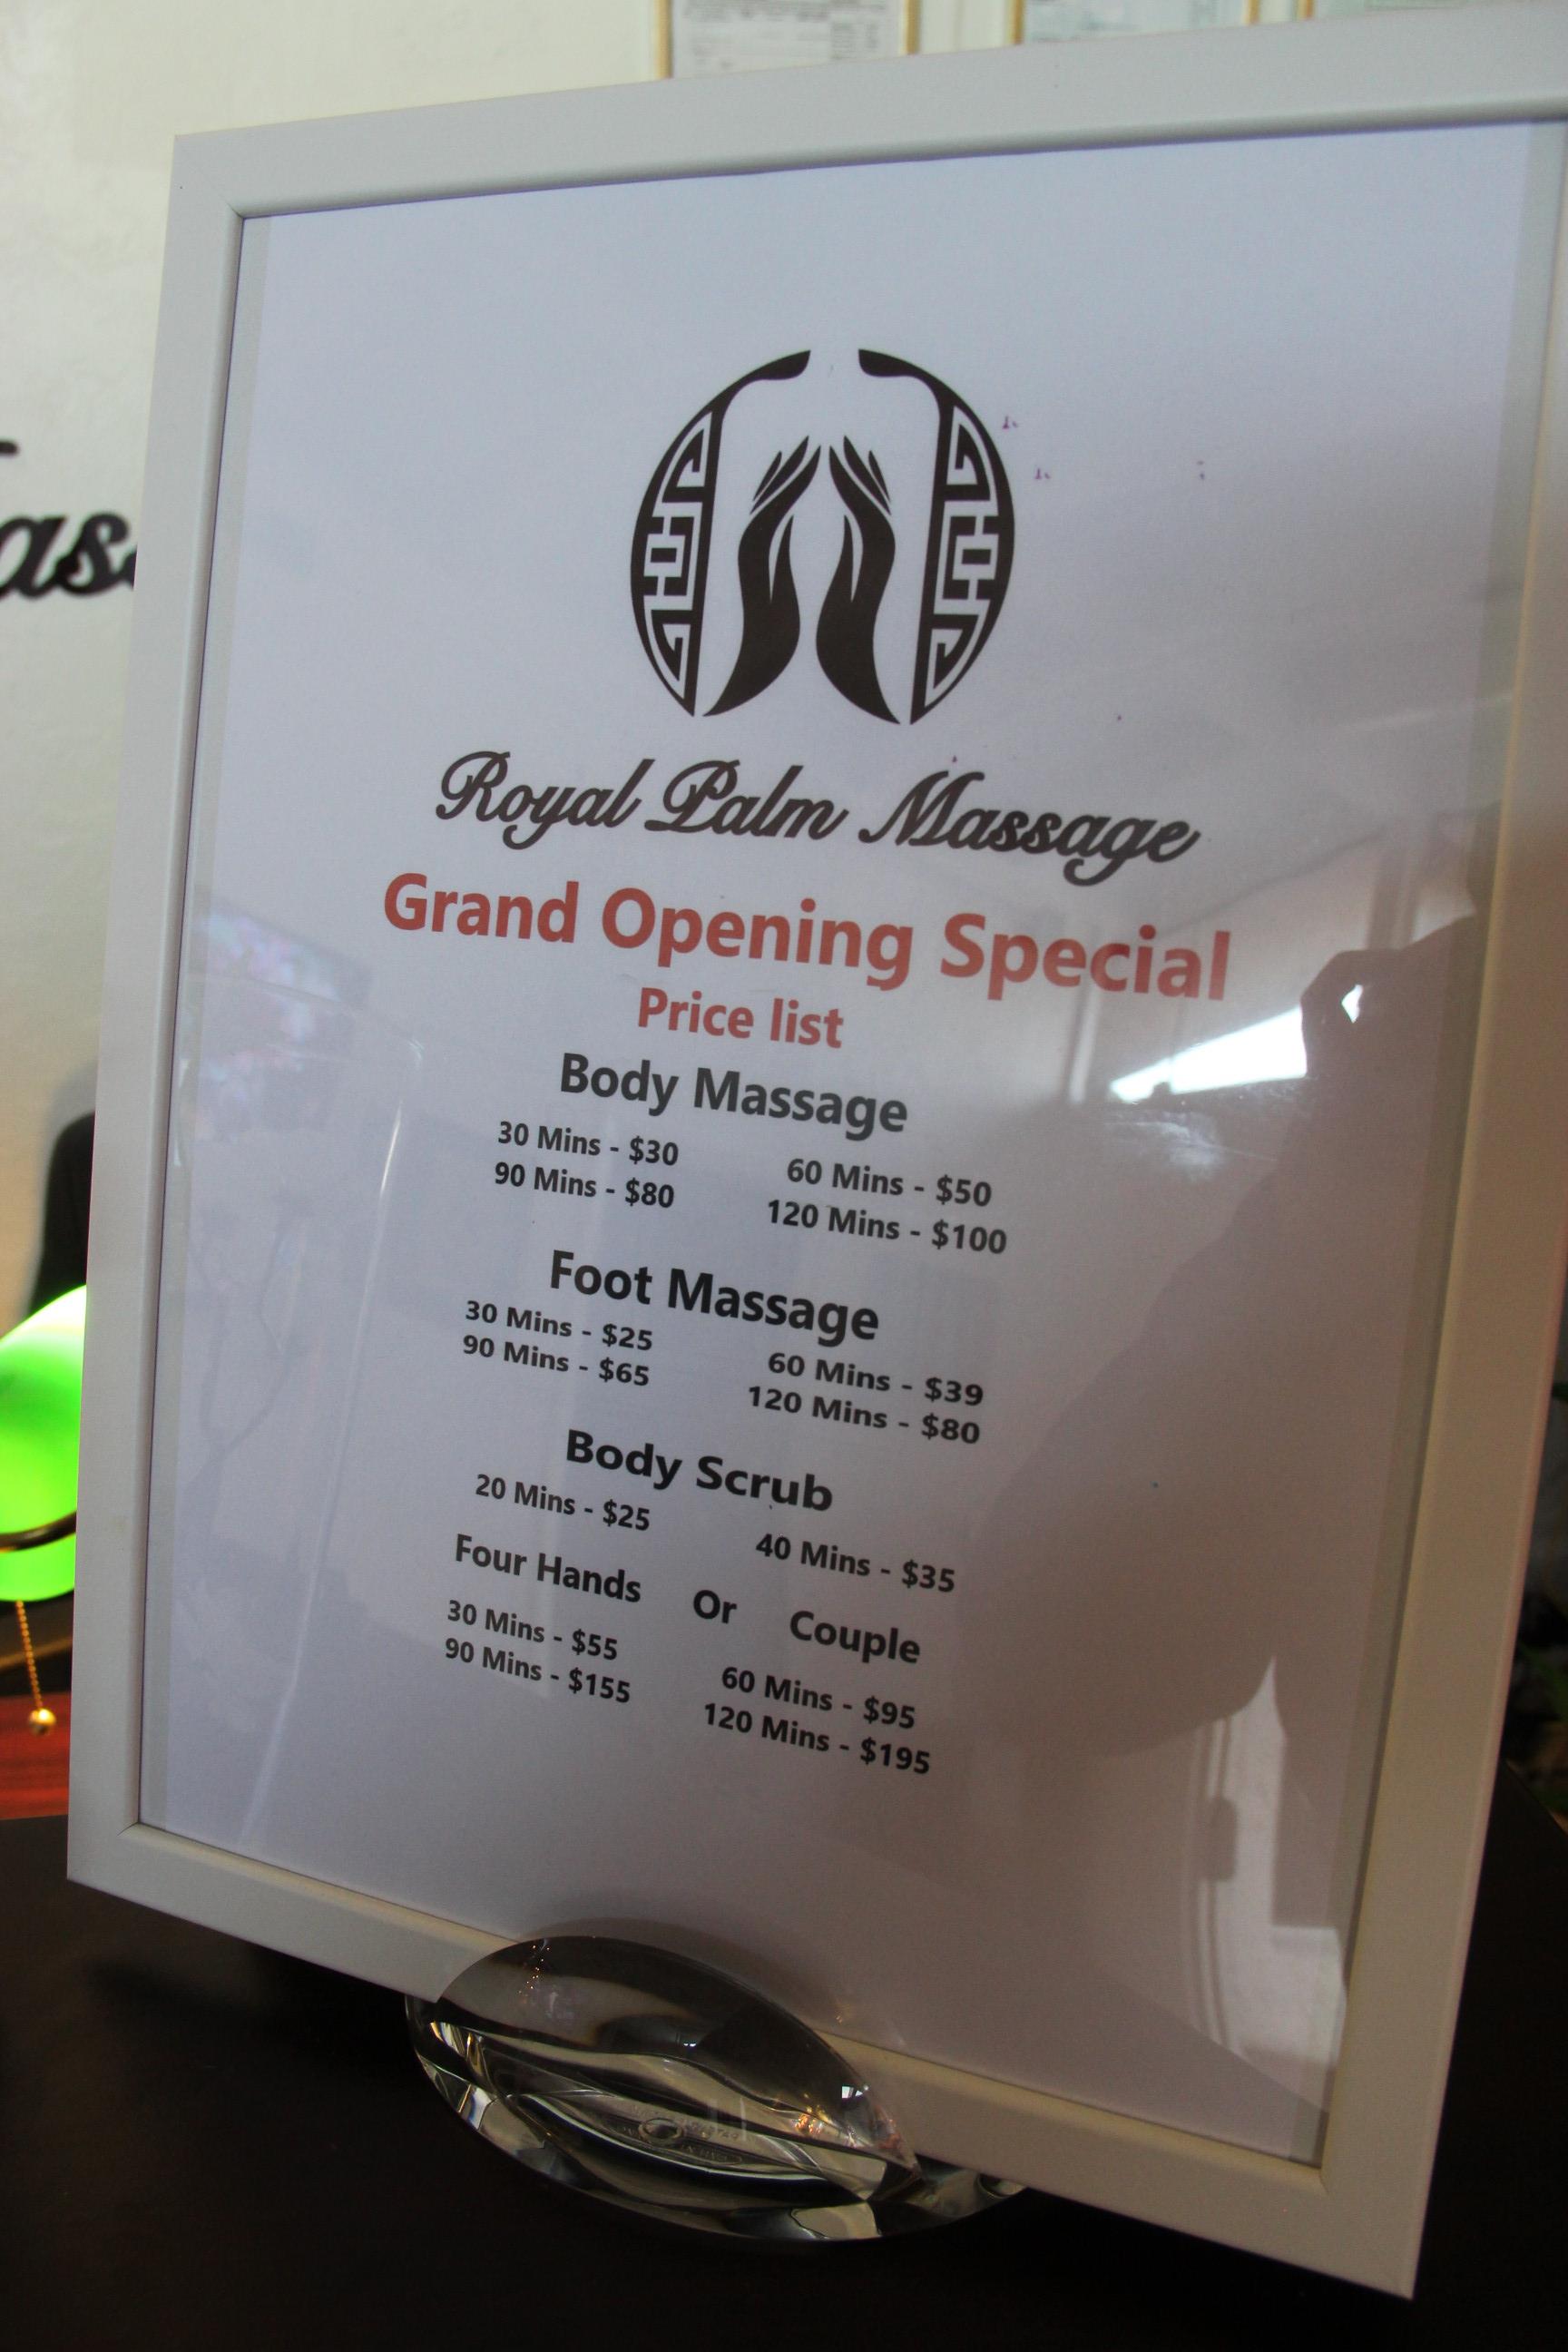 Royal Palm Massage
Grand Opening Special
Price list
Body Massage
30 Mins - $30 60 Mins - $50
90 Mins - $80 120 Mins - $100
Foot Massage
30 Mins - $25 60 Mins - $39
90 Mins - $65 120 Mins - $80
Body Scrub
20 Mins - $25 40 Mins - $35
Four Hands Or Couple
30 Mins - $55 60 Mins - $95
90 Mins - $155 120 Mins - $195